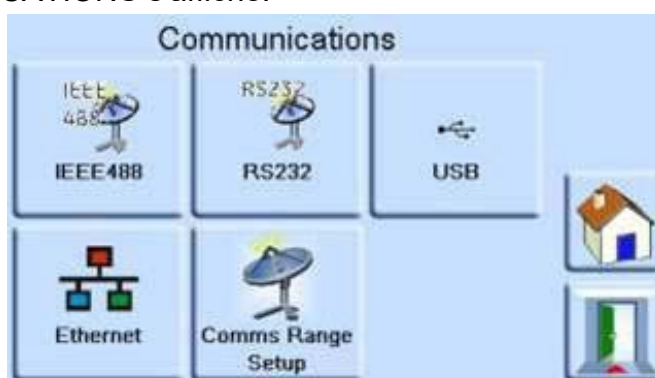 Communications
IEEE
488
IEEE488
RS232
RS232
USB
Ethernet
Comms Range
Setup